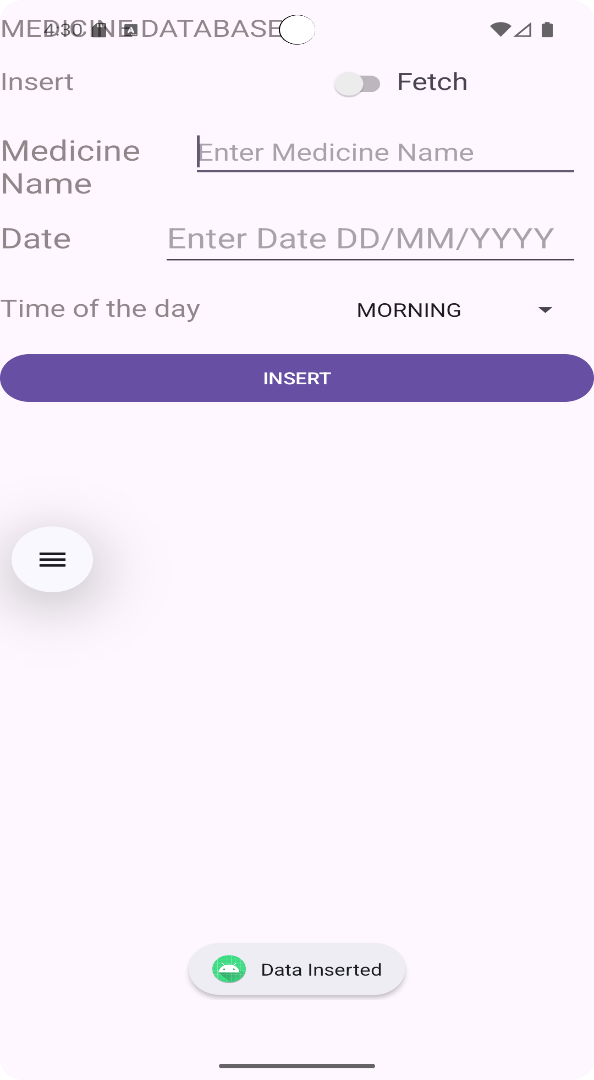 MEDICINE DATABASE
4:30
Insert
Fetch
Medicine Name
Enter Medicine Name
Date
Enter Date DD/MM/YYYY
Time of the day
MORNING
INSERT
Data Inserted